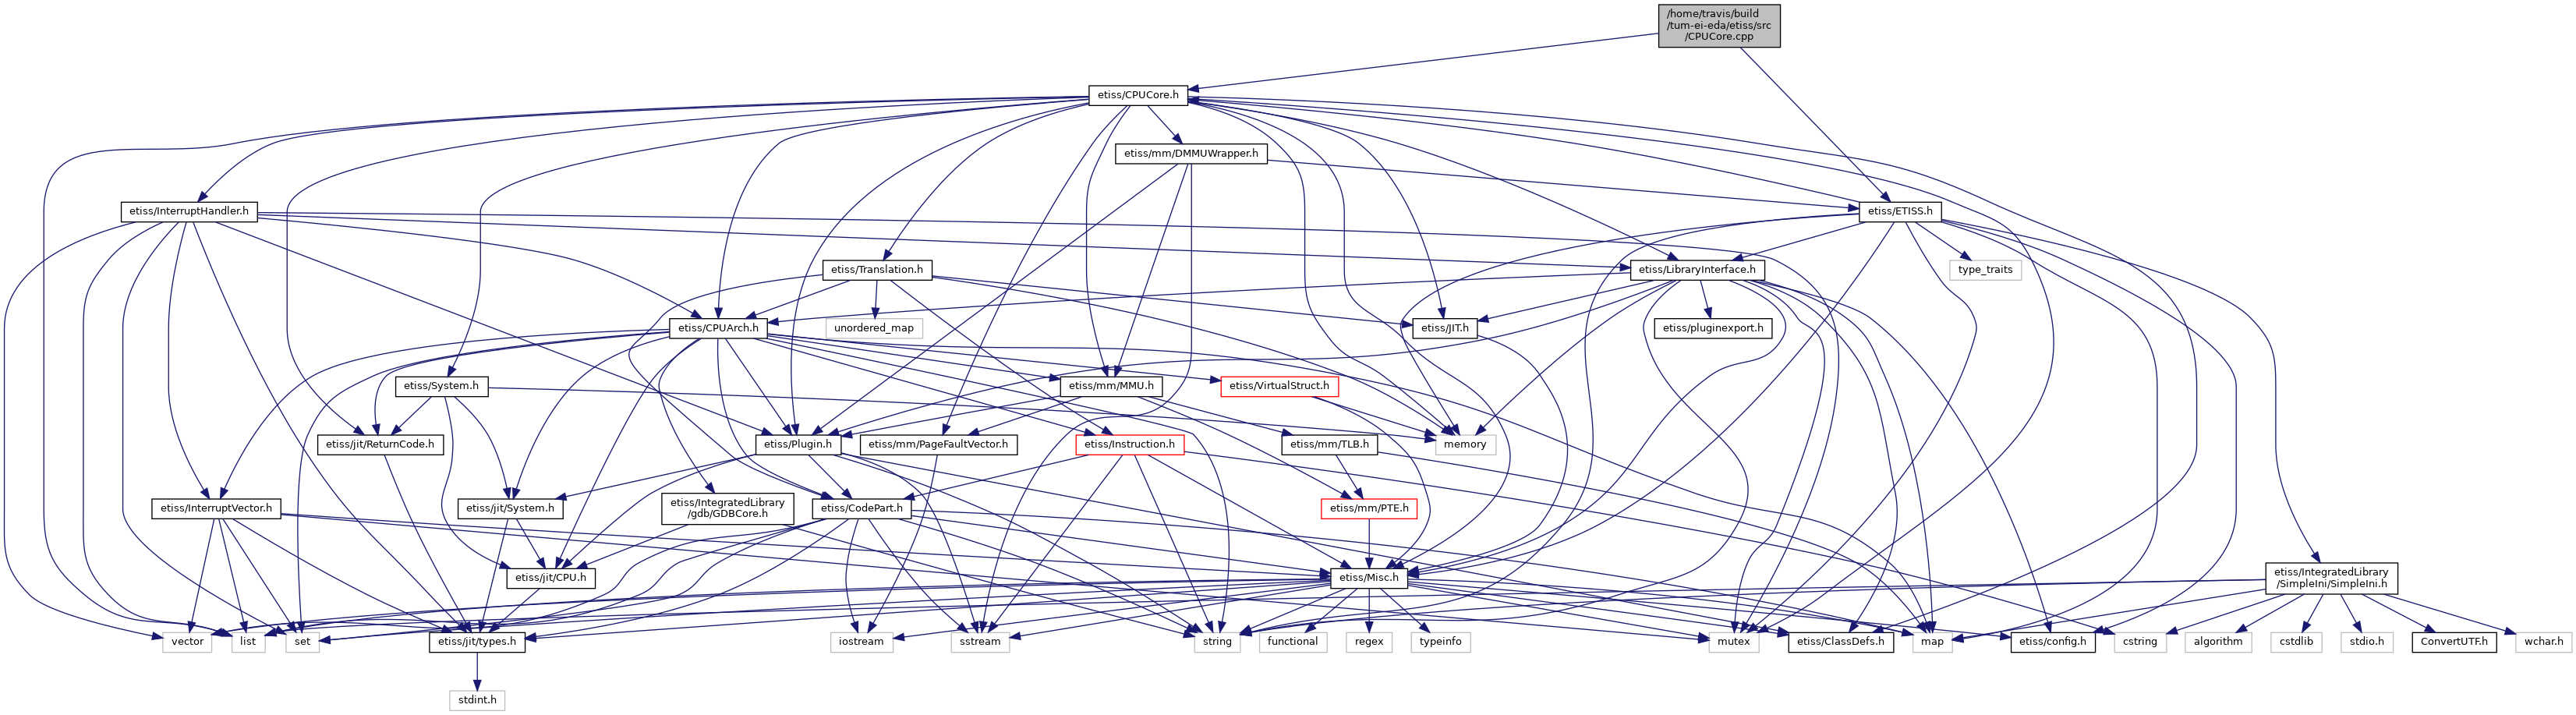 /home/travis/build
/tum-ei-eda/etiss/src
/CPUCore.cpp
etiss/CPUCore.h
etiss/mm/DMMUWrapper.h
etiss/InterruptHandler.h
etiss/ETISS.h
etiss/Translation.h
etiss/LibraryInterface.h
type_traits
etiss/CPUArch.h
unordered_map
etiss/JIT.h
etiss/pluginexport.h
etiss/System.h
etiss/mm/MMU.h
etiss/VirtualStruct.h
etiss/jit/ReturnCode.h
etiss/Plugin.h
etiss/mm/PageFaultVector.h
etiss/Instruction.h
etiss/mm/TLB.h
memory
etiss/InterruptVector.h
etiss/jit/System.h
etiss/IntegratedLibrary
/gdb/GDBCore.h
etiss/CodePart.h
etiss/mm/PTE.h
etiss/jit/CPU.h
etiss/Misc.h
etiss/IntegratedLibrary
/SimpleIni/SimpleIni.h
vector
list
set
etiss/jit/types.h
iostream
sstream
string
functional
regex
typeinfo
mutex
etiss/ClassDefs.h
map
etiss/config.h
cstring
algorithm
cstdlib
stdio.h
ConvertUTF.h
wchar.h
stdint.h